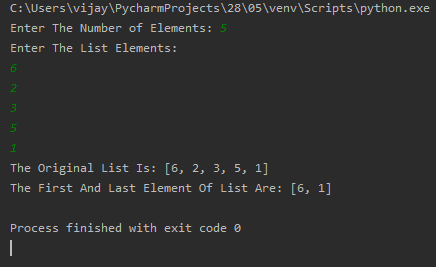 C:\Users\vijay\PycharmProjects\28\05\venv\Scripts\python.exe
Enter The Number of Elements: 5
Enter The List Elements:
6
2
3
5
1
The Original List Is: [6, 2, 3, 5, 1]
The First And Last Element Of List Are: [6, 1]
Process finished with exit code 0